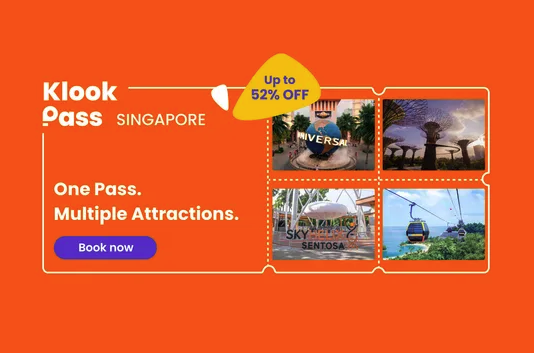 Klook
Pass SINGAPORE
Up to
52% OFF
One Pass.
Multiple Attractions.
Book now
UNIVERSAL
SKY
SENTOSA